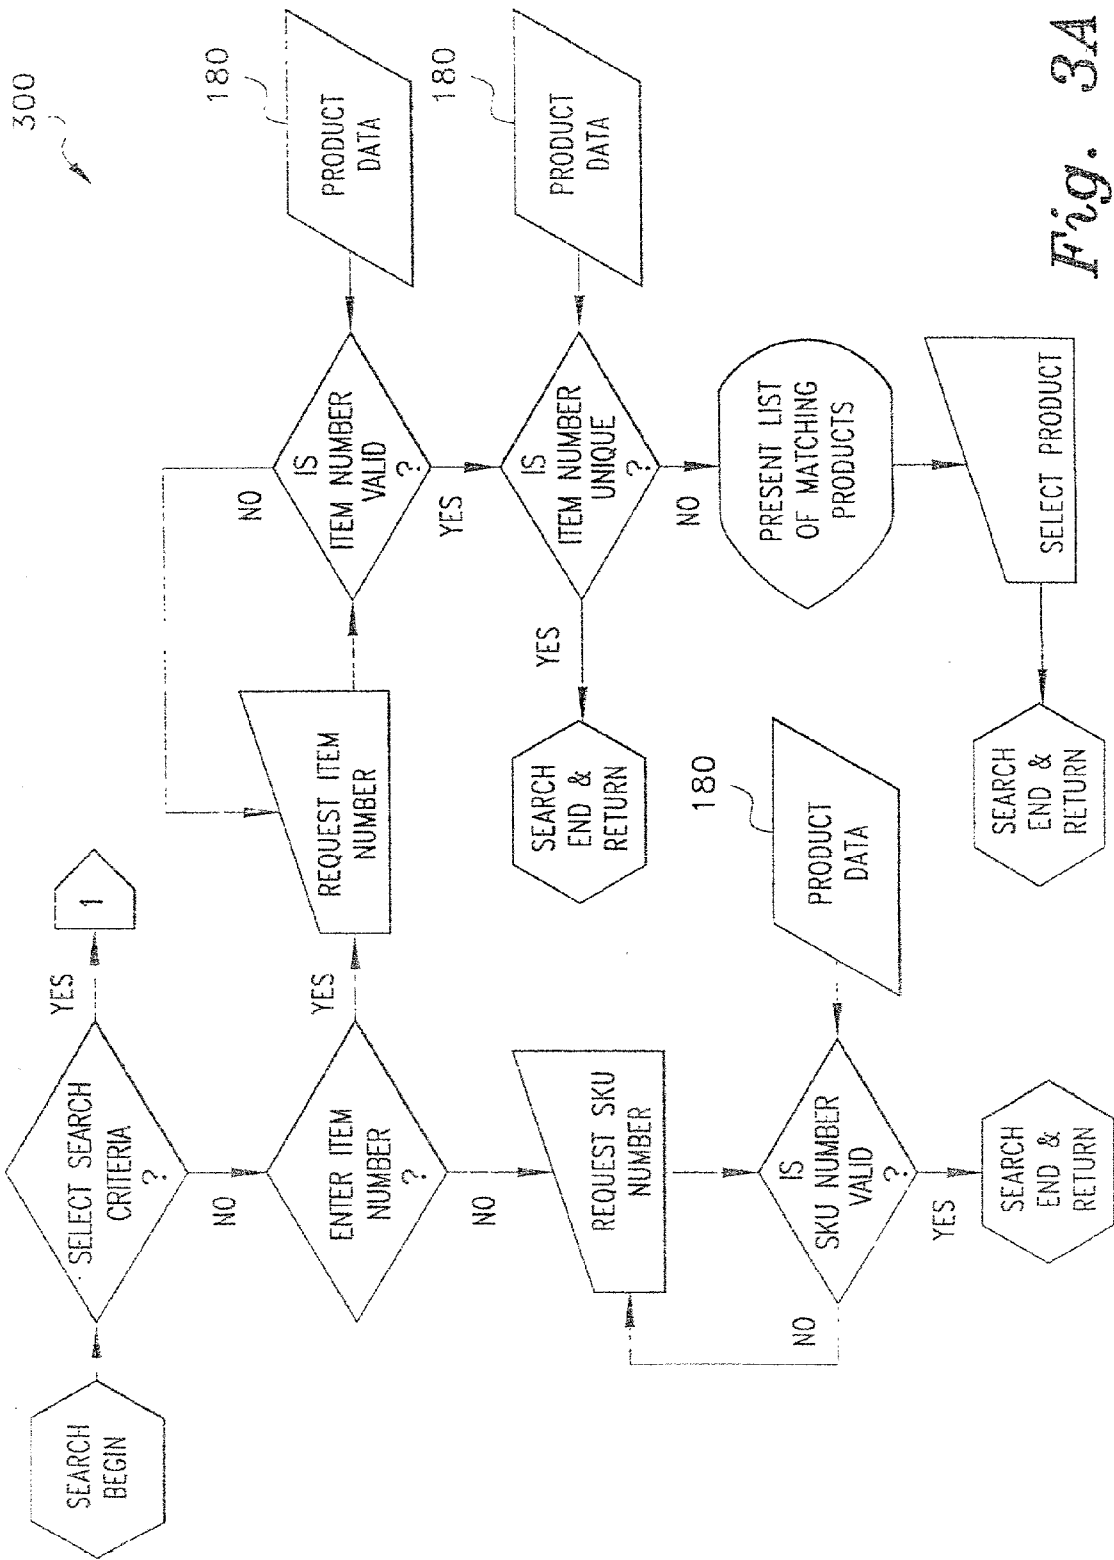 300
SEARCH
BEGIN
SELECT SEARCH
CRITERIA
?
YES
1
NO
ENTER ITEM
NUMBER
?
YES
REQUEST ITEM
NUMBER
NO
IS
ITEM NUMBER
VALID
?
PRODUCT
DATA
180
YES
IS
ITEM NUMBER
UNIQUE
?
PRODUCT
DATA
180
YES
SEARCH
END &
RETURN
NO
PRESENT LIST
OF MATCHING
PRODUCTS
SELECT PRODUCT
SEARCH
END &
RETURN
NO
REQUEST SKU
NUMBER
IS
SKU NUMBER
VALID
?
NO
PRODUCT
DATA
180
YES
SEARCH
END &
RETURN
Fig. 3A